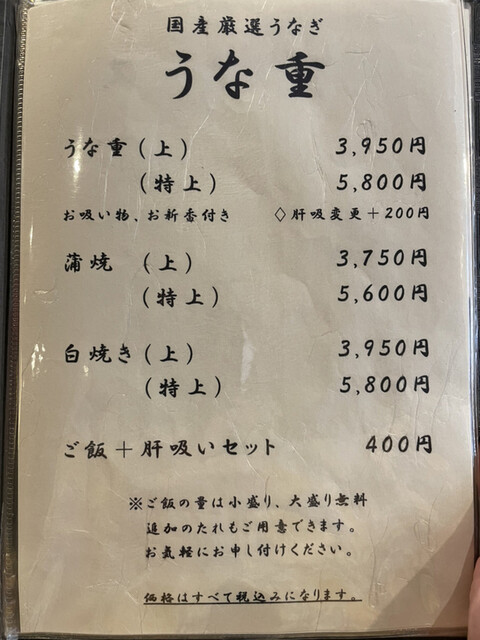 国産厳選うなぎ
うな重
うな重(上) 3,950円
(特上) 5,800円
お吸い物、お新香付き ◇肝吸変更+200円
蒲焼 (上) 3,750円
(特上) 5,600円
白焼き(上) 3,950円
(特上) 5,800円
ご飯+肝吸いセット 400円
※ご飯の量は小盛り、大盛り無料
追加のたれもご用意できます。
お気軽にお申し付けください。
価格はすべて税込みになります。